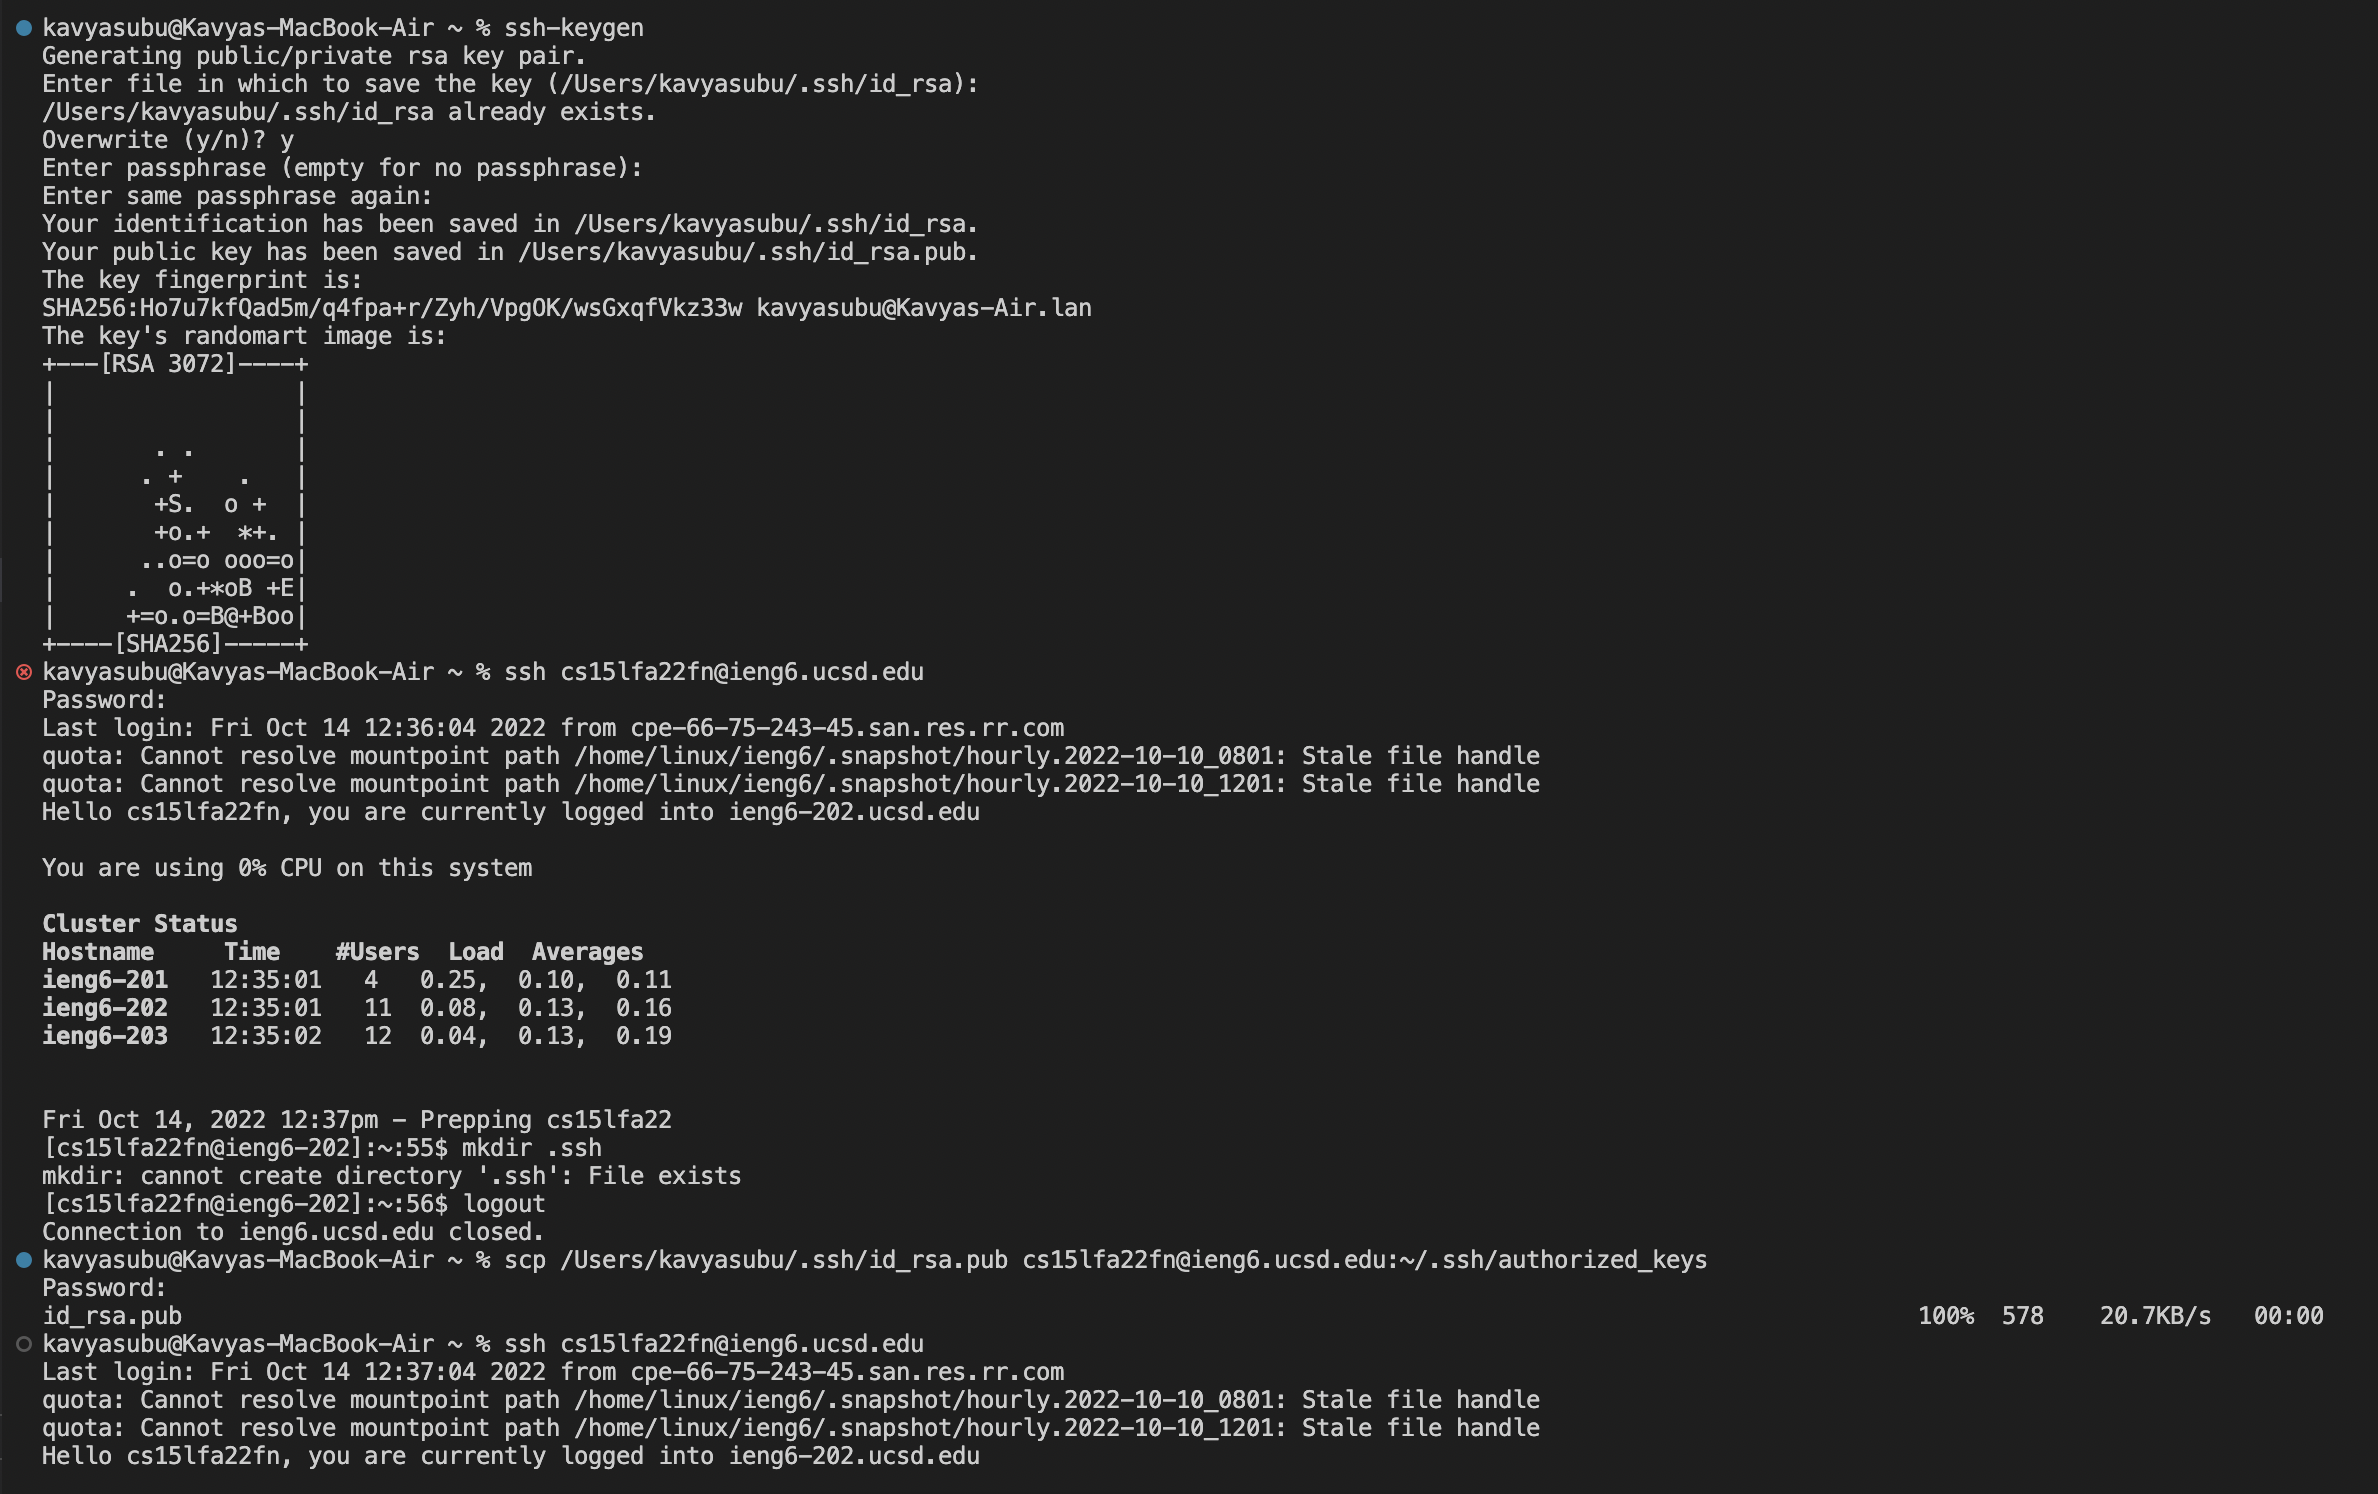 kavyasubu@Kavyas-MacBook-Air ~ % ssh-keygen
Generating public/private rsa key pair.
Enter file in which to save the key (/Users/kavyasubu/.ssh/id_rsa):
/Users/kavyasubu/.ssh/id_rsa already exists.
Overwrite (y/n)? y
Enter passphrase (empty for no passphrase):
Enter same passphrase again:
Your identification has been saved in /Users/kavyasubu/.ssh/id_rsa.
Your public key has been saved in /Users/kavyasubu/.ssh/id_rsa.pub.
The key fingerprint is:
SHA256:Ho7u7kfQad5m/q4fpa+r/Zyh/VpgOK/wsGxqfVkz33w kavyasubu@Kavyas-Air.lan
The key's randomart image is:
+---[RSA 3072]----+
|                 |
|                 |
|       . .       |
|      . +    .   |
|       +S.  o +  |
|       +o.+  *+. |
|      ..o=o ooo=o|
|     .  o.+*oB +E|
|     +=o.o=B@+Boo|
+----[SHA256]-----+
kavyasubu@Kavyas-MacBook-Air ~ % ssh cs15lfa22fn@ieng6.ucsd.edu
Password:
Last login: Fri Oct 14 12:36:04 2022 from cpe-66-75-243-45.san.res.rr.com
quota: Cannot resolve mountpoint path /home/linux/ieng6/.snapshot/hourly.2022-10-10_0801: Stale file handle
quota: Cannot resolve mountpoint path /home/linux/ieng6/.snapshot/hourly.2022-10-10_1201: Stale file handle
Hello cs15lfa22fn, you are currently logged into ieng6-202.ucsd.edu
You are using 0% CPU on this system
Cluster Status
Hostname     Time    #Users  Load  Averages
ieng6-201   12:35:01   4   0.25,  0.10,  0.11
ieng6-202   12:35:01   11  0.08,  0.13,  0.16
ieng6-203   12:35:02   12  0.04,  0.13,  0.19
Fri Oct 14, 2022 12:37pm - Prepping cs15lfa22
[cs15lfa22fn@ieng6-202]:~:55$ mkdir .ssh
mkdir: cannot create directory '.ssh': File exists
[cs15lfa22fn@ieng6-202]:~:56$ logout
Connection to ieng6.ucsd.edu closed.
kavyasubu@Kavyas-MacBook-Air ~ % scp /Users/kavyasubu/.ssh/id_rsa.pub cs15lfa22fn@ieng6.ucsd.edu:~/.ssh/authorized_keys
Password:
id_rsa.pub 100%  578    20.7KB/s   00:00
kavyasubu@Kavyas-MacBook-Air ~ % ssh cs15lfa22fn@ieng6.ucsd.edu
Last login: Fri Oct 14 12:37:04 2022 from cpe-66-75-243-45.san.res.rr.com
quota: Cannot resolve mountpoint path /home/linux/ieng6/.snapshot/hourly.2022-10-10_0801: Stale file handle
quota: Cannot resolve mountpoint path /home/linux/ieng6/.snapshot/hourly.2022-10-10_1201: Stale file handle
Hello cs15lfa22fn, you are currently logged into ieng6-202.ucsd.edu